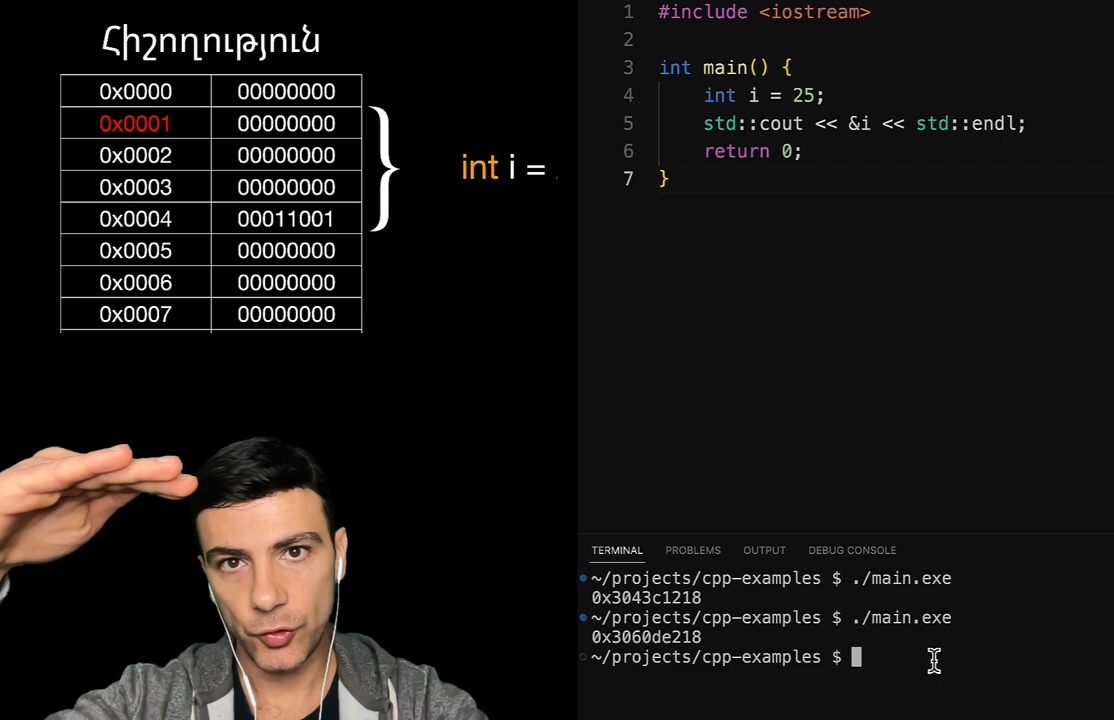 Հիշողություն
0x0000 00000000
0x0001 00000000
0x0002 00000000
0x0003 00000000
0x0004 00011001
0x0005 00000000
0x0006 00000000
0x0007 00000000
int i =
1 #include <iostream>
2
3 int main() {
4 int i = 25;
5 std::cout << &i << std::endl;
6 return 0;
7 }
TERMINAL PROBLEMS OUTPUT DEBUG CONSOLE
~/projects/cpp-examples $ ./main.exe
0x3043c1218
~/projects/cpp-examples $ ./main.exe
0x3060de218
~/projects/cpp-examples $